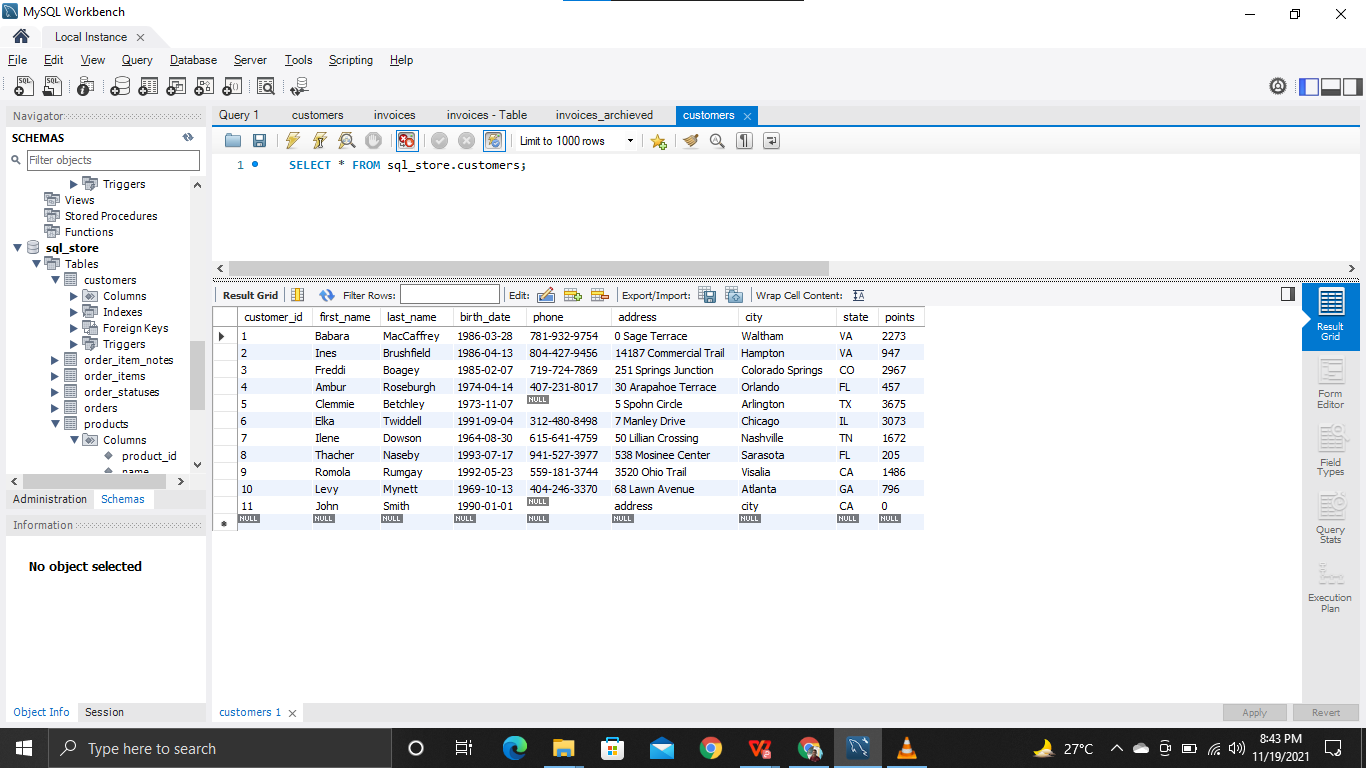 MySQL Workbench
Local Instance
File Edit View Query Database Server Tools Scripting Help
Navigator
SCHEMAS
Filter objects
Triggers
Views
Stored Procedures
Functions
sql_store
Tables
customers
Columns
Indexes
Foreign Keys
Triggers
order_item_notes
order_items
order_statuses
orders
products
Columns
product_id
name
Administration Schemas
Information
No object selected
Object Info Session
Query 1 customers invoices invoices - Table invoices_archieved customers
Limit to 1000 rows
1 SELECT * FROM sql_store.customers;
Result Grid Filter Rows: Edit: Export/Import: Wrap Cell Content: IA
customer_id first_name last_name birth_date phone address city state points
1 Babara MacCaffrey 1986-03-28 781-932-9754 0 Sage Terrace Waltham VA 2273
2 Ines Brushfield 1986-04-13 804-427-9456 14187 Commercial Trail Hampton VA 947
3 Freddi Boagey 1985-02-07 719-724-7869 251 Springs Junction Colorado Springs CO 2967
4 Ambur Roseburgh 1974-04-14 407-231-8017 30 Arapahoe Terrace Orlando FL 457
5 Clemmie Betchley 1973-11-07 NULL 5 Spohn Circle Arlington TX 3675
6 Elka Twiddell 1991-09-04 312-480-8498 7 Manley Drive Chicago IL 3073
7 Ilene Dowson 1964-08-30 615-641-4759 50 Lillian Crossing Nashville TN 1672
8 Thacher Naseby 1993-07-17 941-527-3977 538 Mosinee Center Sarasota FL 205
9 Romola Rumgay 1992-05-23 559-181-3744 3520 Ohio Trail Visalia CA 1486
10 Levy Mynett 1969-10-13 404-246-3370 68 Lawn Avenue Atlanta GA 796
11 John Smith 1990-01-01 NULL address city CA 0
NULL NULL NULL NULL NULL NULL NULL NULL NULL
Result
Grid
Form
Editor
Field
Types
Query
Stats
Execution
Plan
customers 1
Apply Revert
Type here to search
27°C
8:43 PM
11/19/2021